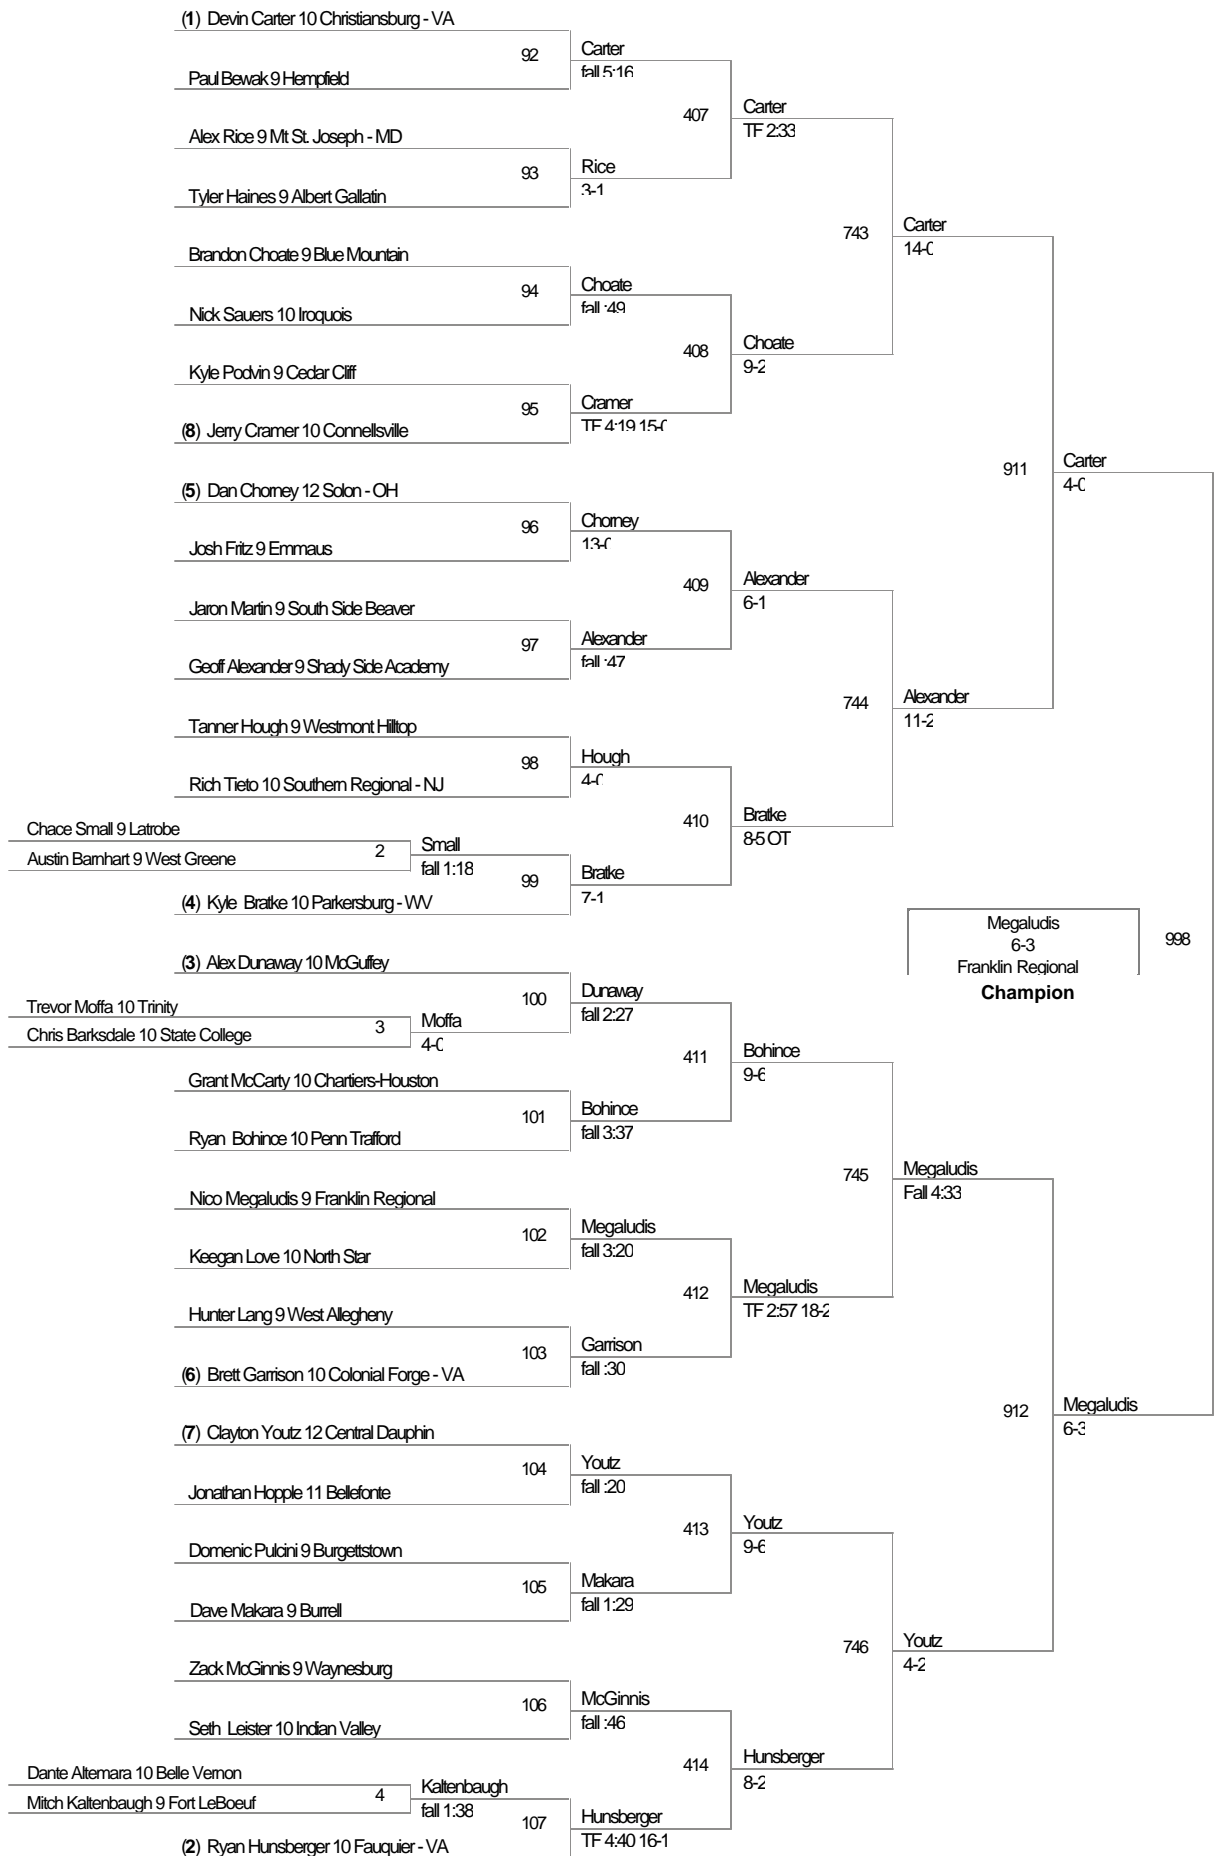 (1) Devin Carter 10 Christiansburg - VA
92
Carter
fall 5:16
Paul Bewak 9 Hempfield
407
Carter
TF 2:33
Alex Rice 9 Mt St. Joseph - MD
93
Rice
3-1
Tyler Haines 9 Albert Gallatin
743
Carter
14-0
Brandon Choate 9 Blue Mountain
94
Choate
fall :49
Nick Sauers 10 Iroquois
408
Choate
9-2
Kyle Podvin 9 Cedar Cliff
95
Cramer
TF 4:19 15-0
(8) Jerry Cramer 10 Connellsville
911
Carter
4-0
(5) Dan Chorney 12 Solon - OH
96
Chorney
13-0
Josh Fritz 9 Emmaus
409
Alexander
6-1
Jaron Martin 9 South Side Beaver
97
Alexander
fall :47
Geoff Alexander 9 Shady Side Academy
744
Alexander
11-2
Tanner Hough 9 Westmont Hilltop
98
Hough
4-0
Rich Tieto 10 Southern Regional - NJ
410
Bratke
8-5 OT
Chace Small 9 Latrobe
2
Small
fall 1:18
Austin Barnhart 9 West Greene
99
Bratke
7-1
(4) Kyle Bratke 10 Parkersburg - WV
Megaludis
6-3
Franklin Regional
Champion
998
(3) Alex Dunaway 10 McGuffey
100
Dunaway
fall 2:27
Trevor Moffa 10 Trinity
3
Moffa
4-0
Chris Barksdale 10 State College
411
Bohince
9-6
Grant McCarty 10 Chartiers-Houston
101
Bohince
fall 3:37
Ryan Bohince 10 Penn Trafford
745
Megaludis
Fall 4:33
Nico Megaludis 9 Franklin Regional
102
Megaludis
fall 3:20
Keegan Love 10 North Star
412
Megaludis
TF 2:57 18-2
Hunter Lang 9 West Allegheny
103
Garrison
fall :30
(6) Brett Garrison 10 Colonial Forge - VA
912
Megaludis
6-3
(7) Clayton Youtz 12 Central Dauphin
104
Youtz
fall :20
Jonathan Hopple 11 Bellefonte
413
Youtz
9-6
Domenic Pulcini 9 Burgettstown
105
Makara
fall 1:29
Dave Makara 9 Burrell
746
Youtz
4-2
Zack McGinnis 9 Waynesburg
106
McGinnis
fall :46
Seth Leister 10 Indian Valley
414
Hunsberger
8-2
Dante Altemara 10 Belle Vernon
4
Kaltenbaugh
fall 1:38
Mitch Kaltenbaugh 9 Fort LeBoeuf
107
Hunsberger
TF 4:40 16-1
(2) Ryan Hunsberger 10 Fauquier - VA